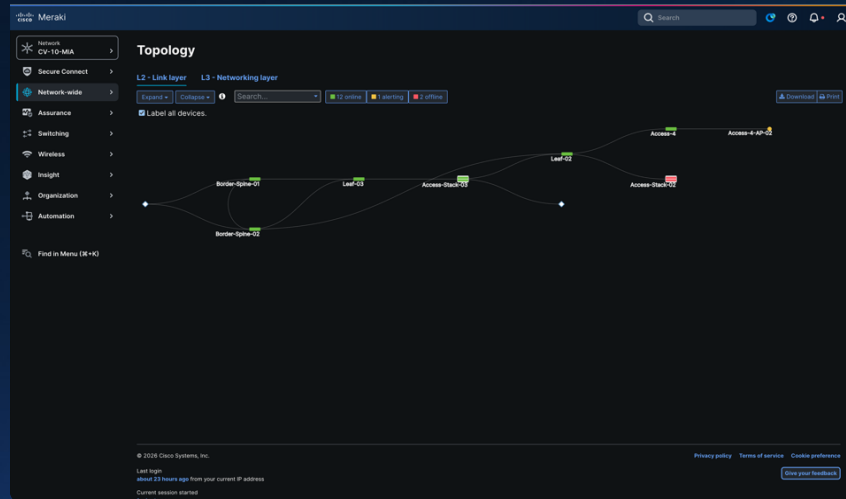 cisco Meraki
Search
Network
CV-10-MIA
Secure Connect
Network-wide
Assurance
Switching
Wireless
Insight
Organization
Automation
Find in Menu (⌘+K)
Topology
L2 - Link layer
L3 - Networking layer
Expand
Collapse
Search...
12 online
1 alerting
2 offline
Download
Print
Label all devices.
Access-4
Access-4-AP-02
Leaf-02
Border-Spine-01
Leaf-03
Access-Stack-03
Access-Stack-02
Border-Spine-02
© 2026 Cisco Systems, Inc.
Privacy policy
Terms of service
Cookie preference
Last login
about 23 hours ago from your current IP address
Give your feedback
Current session started